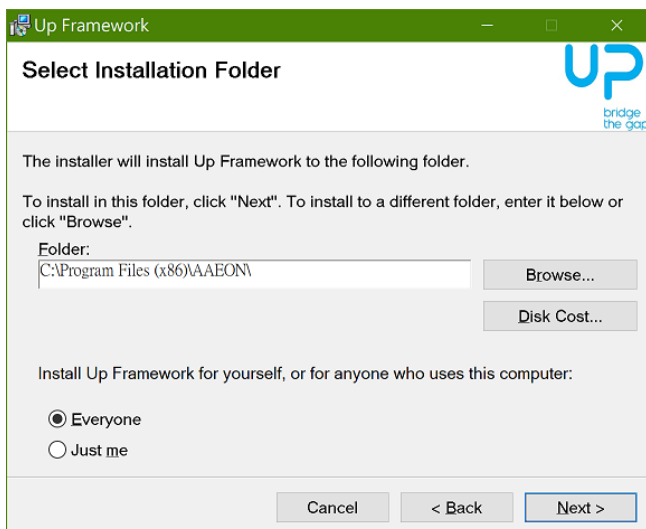 Up Framework
Select Installation Folder
UP
bridge
the gap
The installer will install Up Framework to the following folder.
To install in this folder, click "Next". To install to a different folder, enter it below or
click "Browse".
Folder:
C:\Program Files (x86)\AAEON\
Browse...
Disk Cost...
Install Up Framework for yourself, or for anyone who uses this computer:
Everyone
Just me
Cancel
< Back
Next >